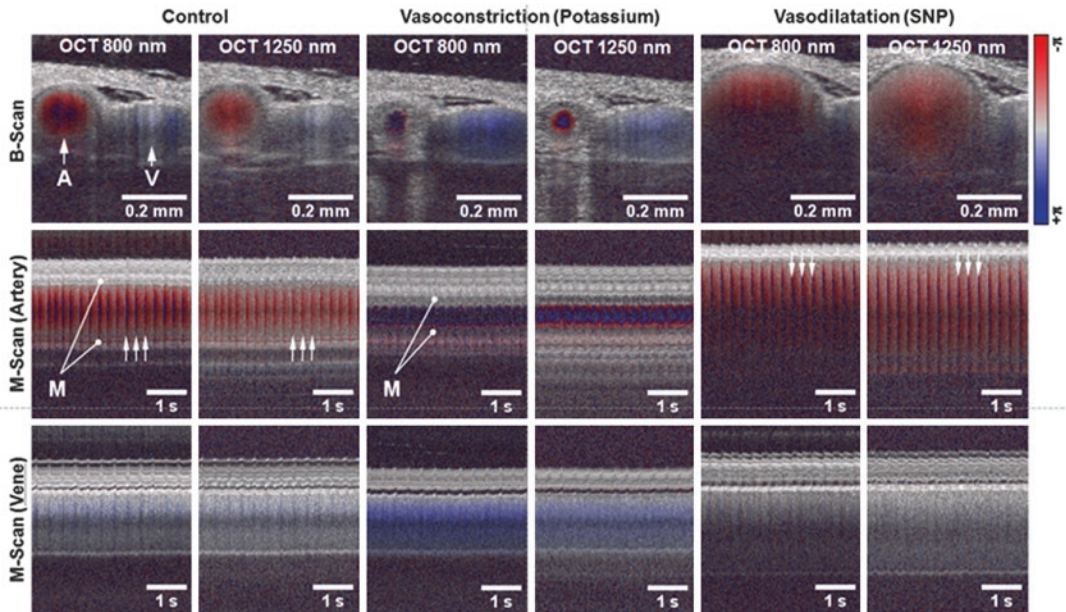 Control
Vasoconstriction (Potassium)
Vasodilatation (SNP)
B-Scan
OCT 800 nm
OCT 1250 nm
OCT 800 nm
OCT 1250 nm
OCT 800 nm
OCT 1250 nm
-π
A
V
0.2 mm
0.2 mm
0.2 mm
0.2 mm
0.2 mm
0.2 mm
+π
M-Scan (Artery)
M
M
1 s
1 s
1 s
1 s
1 s
1 s
M-Scan (Vene)
1 s
1 s
1 s
1 s
1 s
1 s